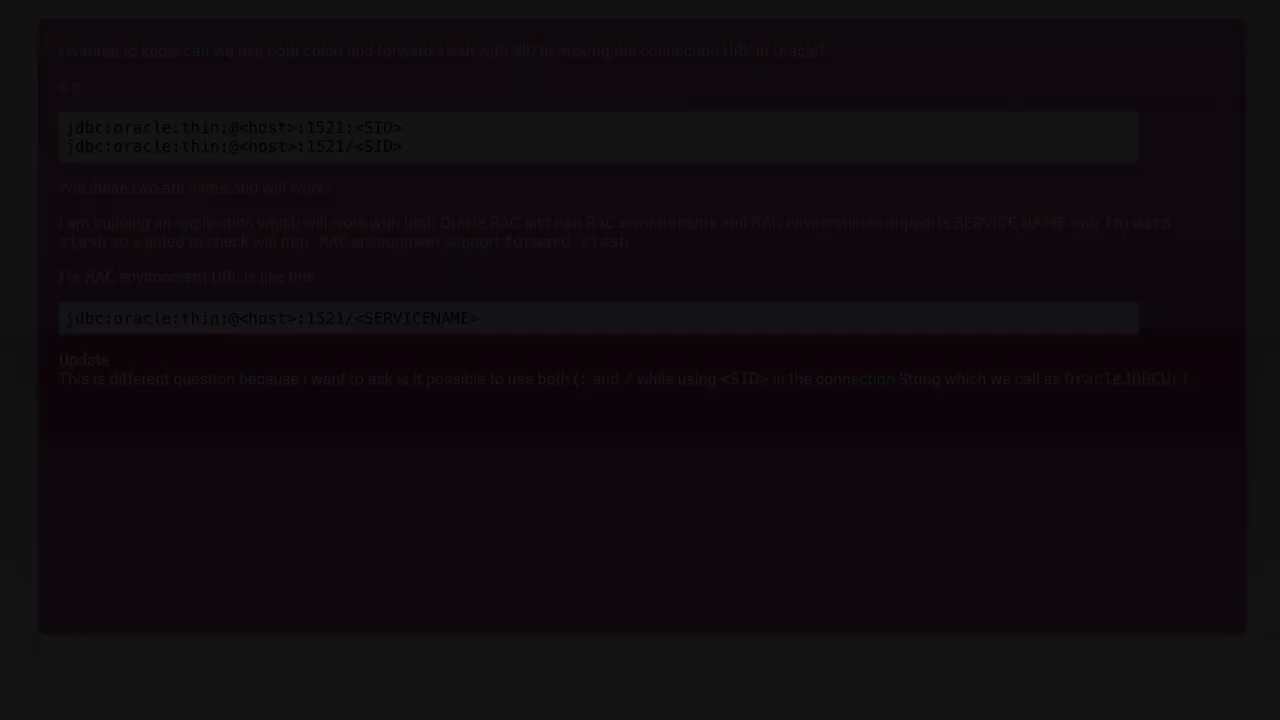 I wanted to know can we use both colon and forward slash with SID in making the connection URL in Oracle?
e.g.
jdbc:oracle:thin:@<host>:1521:<SID>
jdbc:oracle:thin:@<host>:1521/<SID>
these two are and will work?
I am building an application which will work with both Oracle RAC and non RAC environments and RAC environments supports SERVICE NAME with forward
slash so wanted to check will non RAC environment support forward slash
For RAC environment URL is like this
jdbc:oracle:thin:@<host>:1521/<SERVICENAME>
Update
This is different question because i want to ask is it possible to use both (: and / while using <SID> in the connection String which we call as OracleJDBCUrl